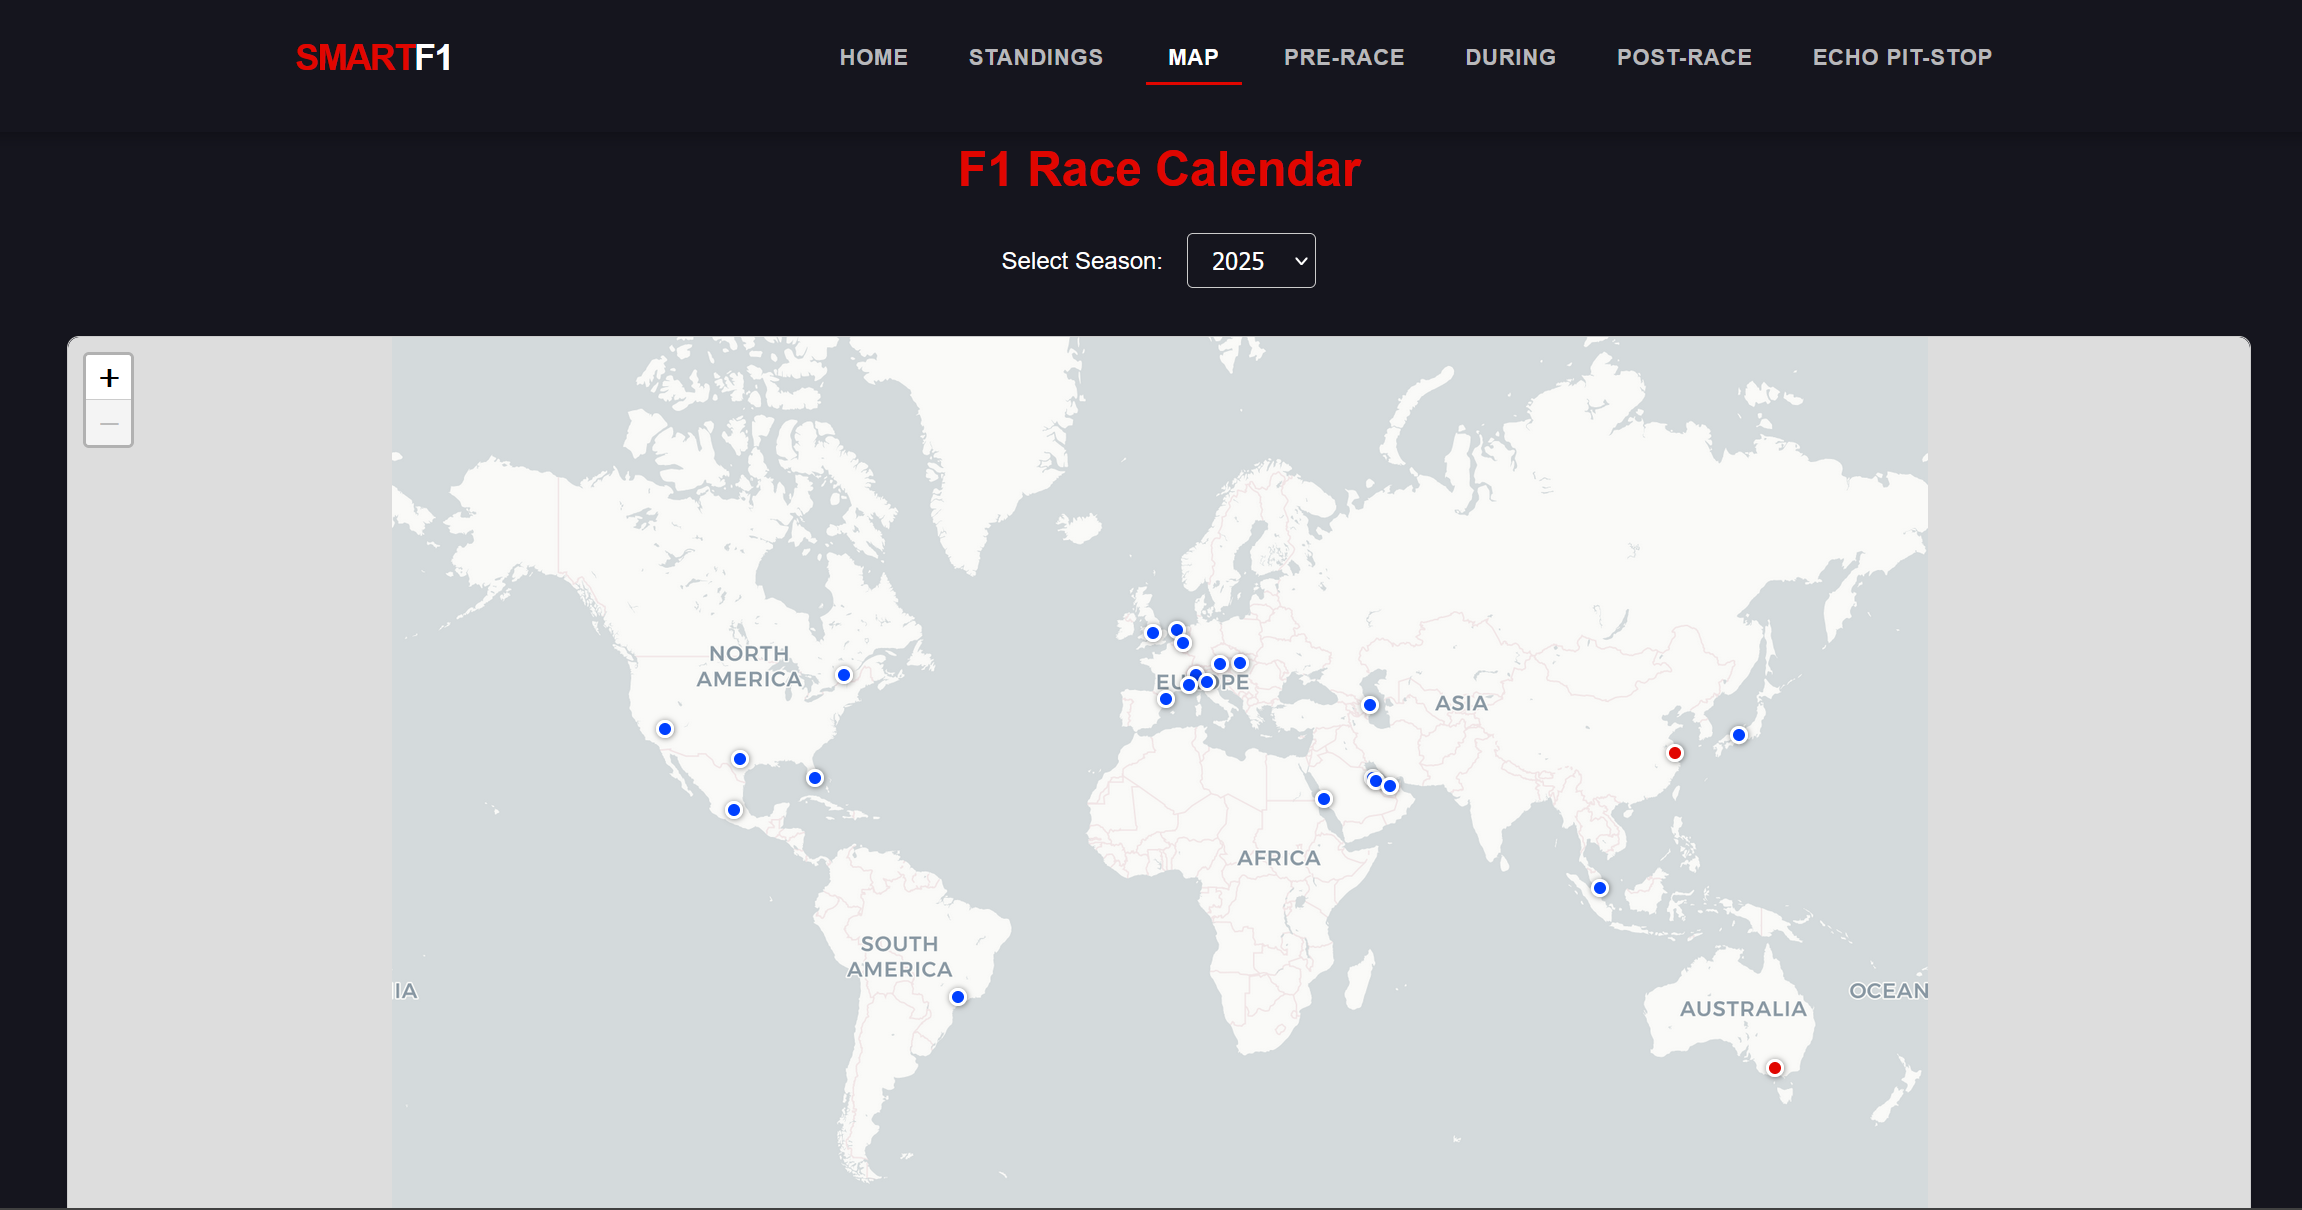 SMARTF1
HOME
STANDINGS
MAP
PRE-RACE
DURING
POST-RACE
ECHO PIT-STOP
F1 Race Calendar
Select Season:
2025
+
−
NORTH
AMERICA
EUROPE
ASIA
AFRICA
SOUTH
AMERICA
IA
AUSTRALIA
OCEAN